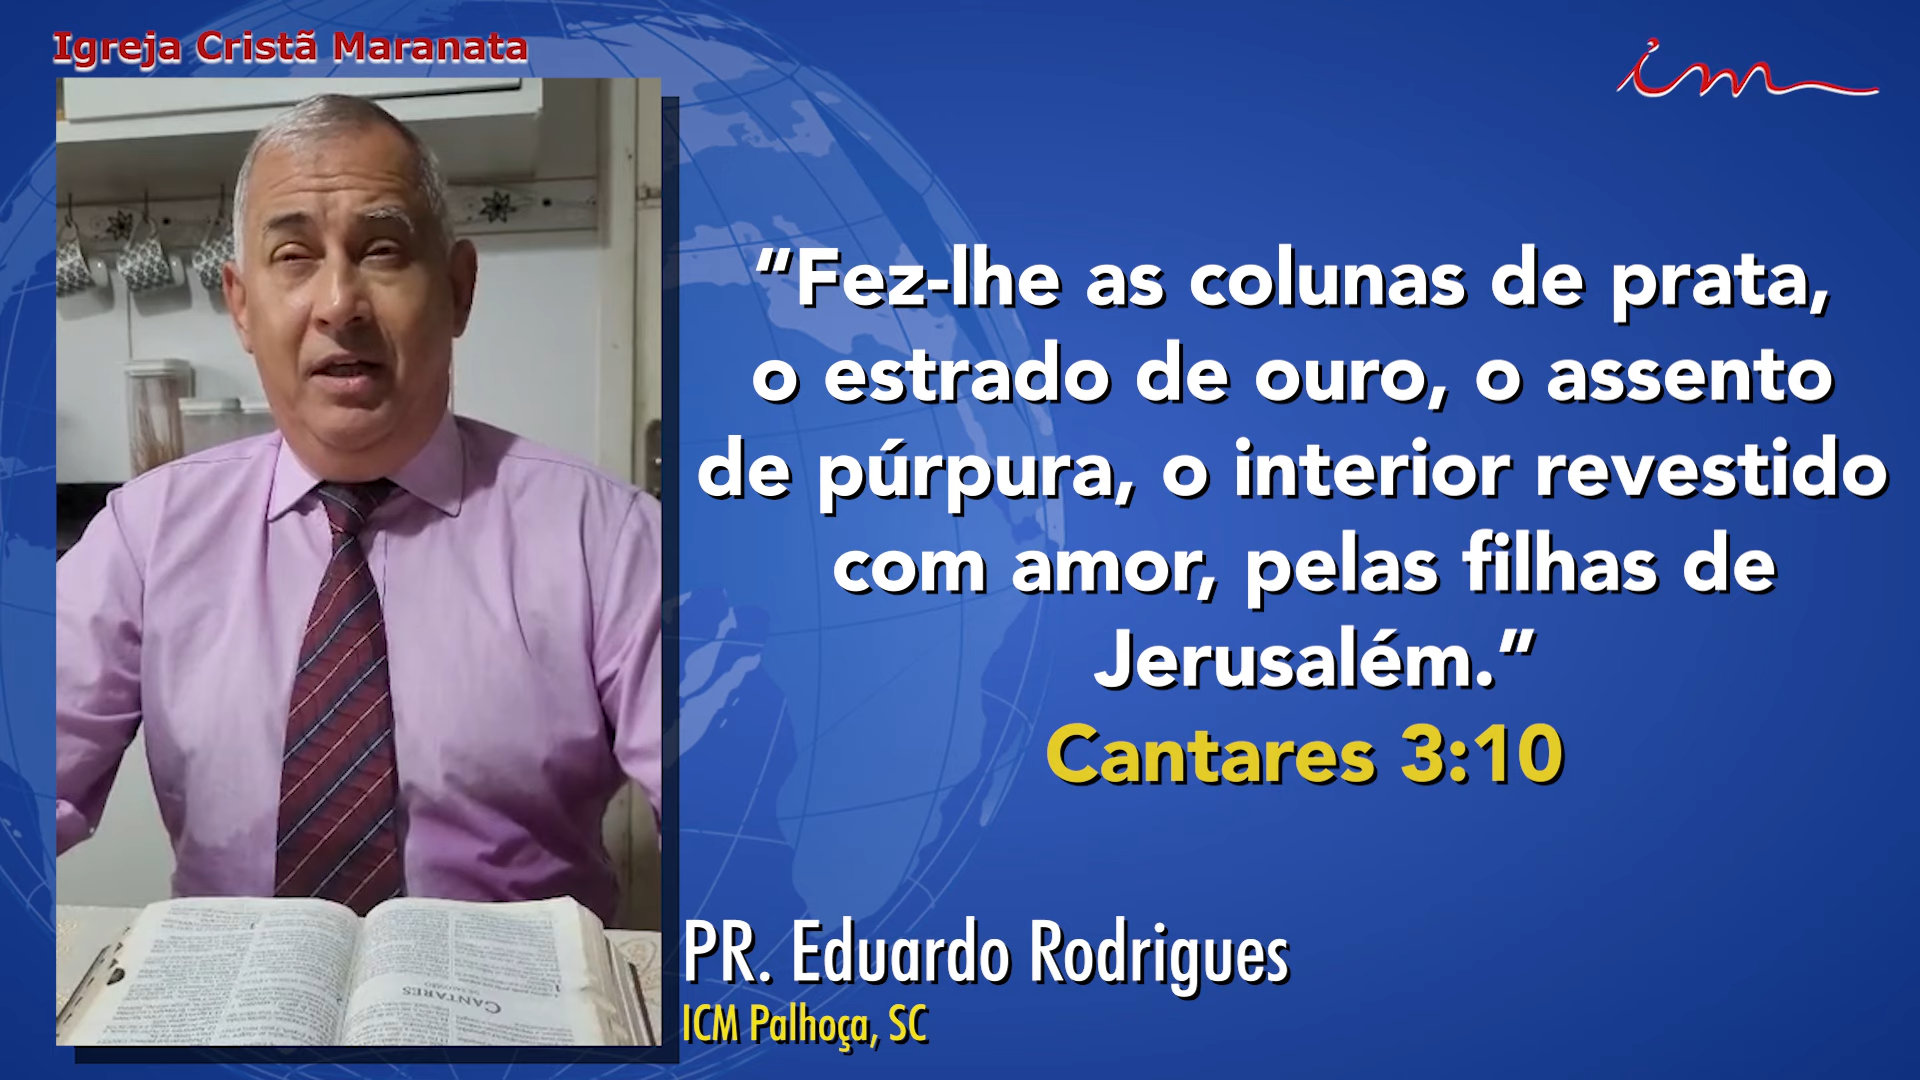 Igreja Cristã Maranata
im
“Fez-lhe as colunas de prata,
o estrado de ouro, o assento
de púrpura, o interior revestido
com amor, pelas filhas de
Jerusalém.”
Cantares 3:10
PR. Eduardo Rodrigues
ICM Palhoça, SC
CANTARES